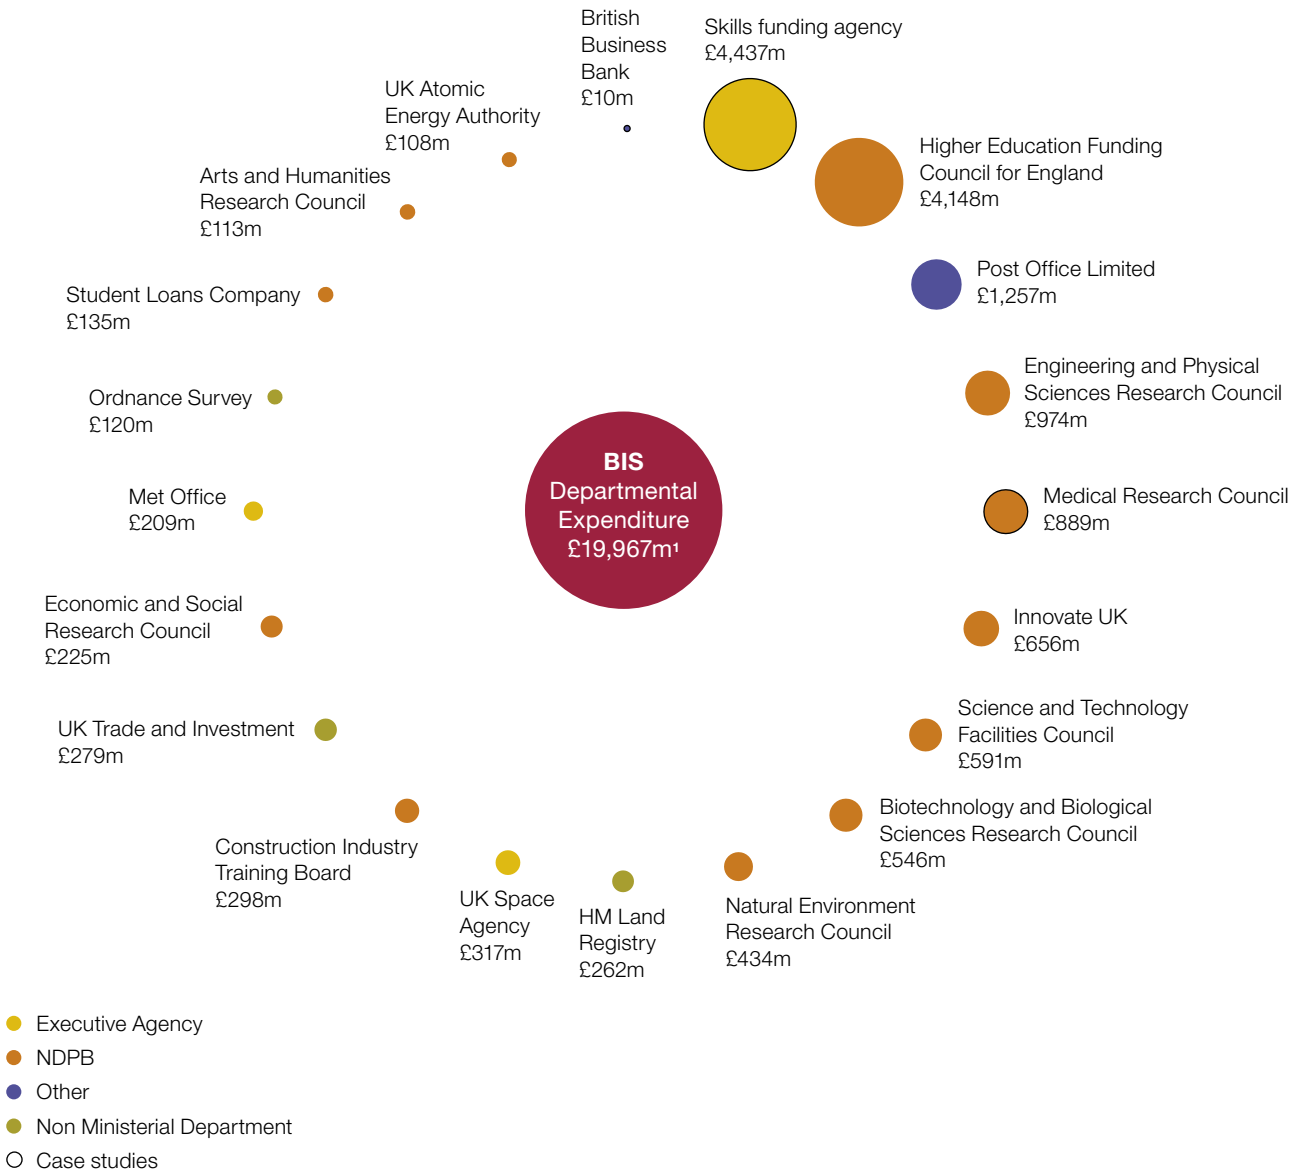 British
Business
Bank
£10m
Skills funding agency
£4,437m
UK Atomic
Energy Authority
£108m
Higher Education Funding
Council for England
£4,148m
Arts and Humanities
Research Council
£113m
Post Office Limited
£1,257m
Student Loans Company
£135m
Engineering and Physical
Sciences Research Council
£974m
Ordnance Survey
£120m
BIS
Departmental
Expenditure
£19,967m¹
Met Office
£209m
Medical Research Council
£889m
Economic and Social
Research Council
£225m
Innovate UK
£656m
UK Trade and Investment
£279m
Science and Technology
Facilities Council
£591m
Construction Industry
Training Board
£298m
Biotechnology and Biological
Sciences Research Council
£546m
UK Space
Agency
£317m
HM Land
Registry
£262m
Natural Environment
Research Council
£434m
Executive Agency
NDPB
Other
Non Ministerial Department
Case studies